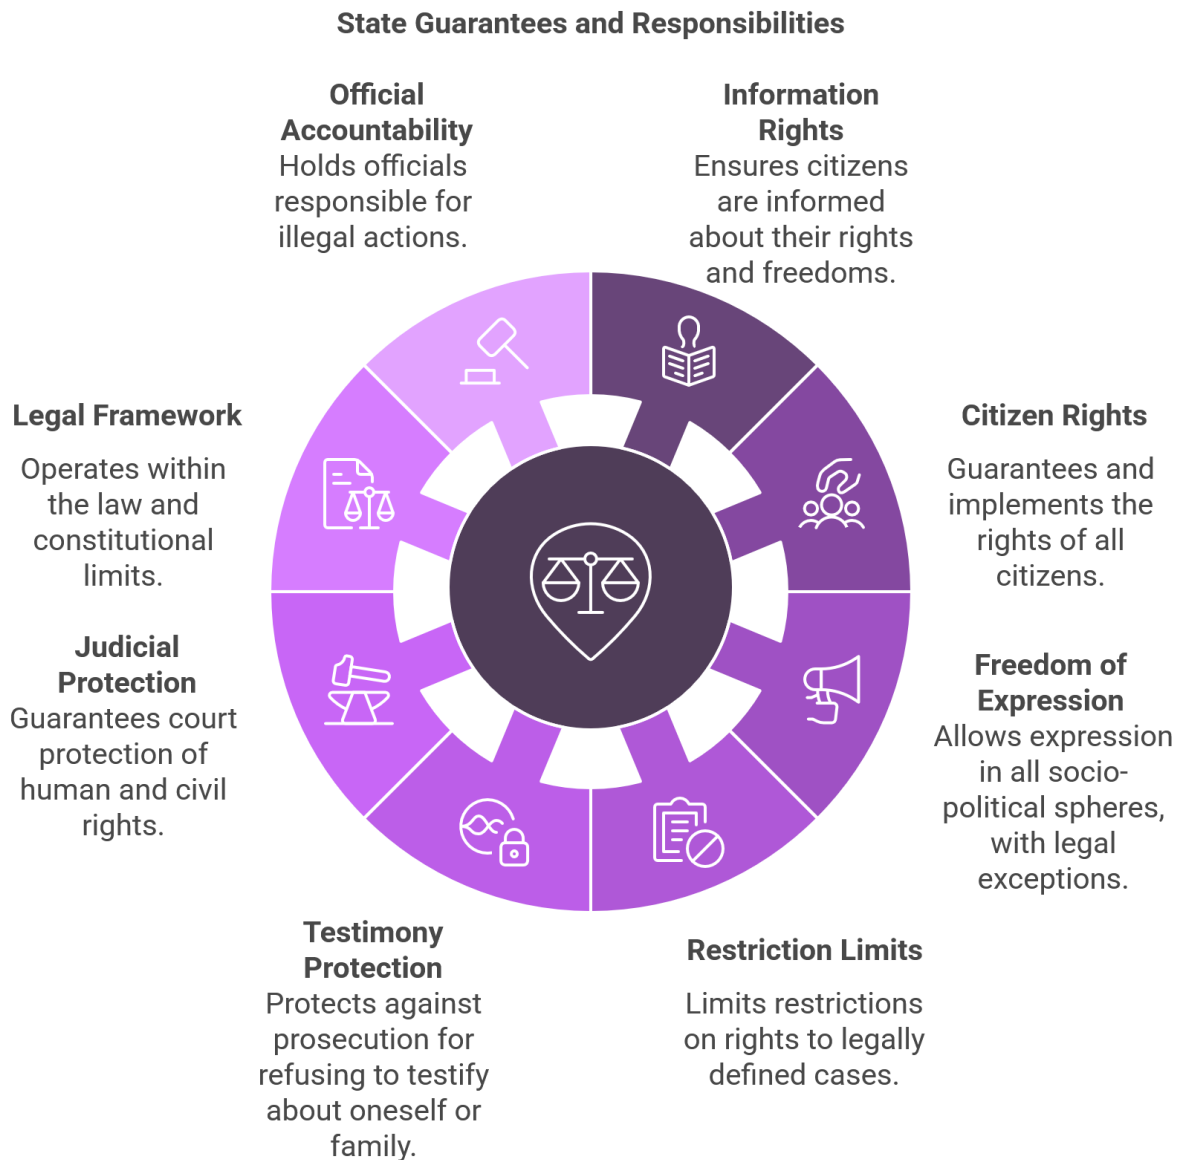 State Guarantees and Responsibilities
Official
Accountability
Holds officials
responsible for
illegal actions.
Information
Rights
Ensures citizens
are informed
about their rights
and freedoms.
Legal Framework
Operates within
the law and
constitutional
limits.
Citizen Rights
Guarantees and
implements the
rights of all
citizens.
Judicial
Protection
Guarantees court
protection of
human and civil
rights.
Freedom of
Expression
Allows expression
in all socio-
political spheres,
with legal
exceptions.
Testimony
Protection
Protects against
prosecution for
refusing to testify
about oneself or
family.
Restriction Limits
Limits restrictions
on rights to legally
defined cases.